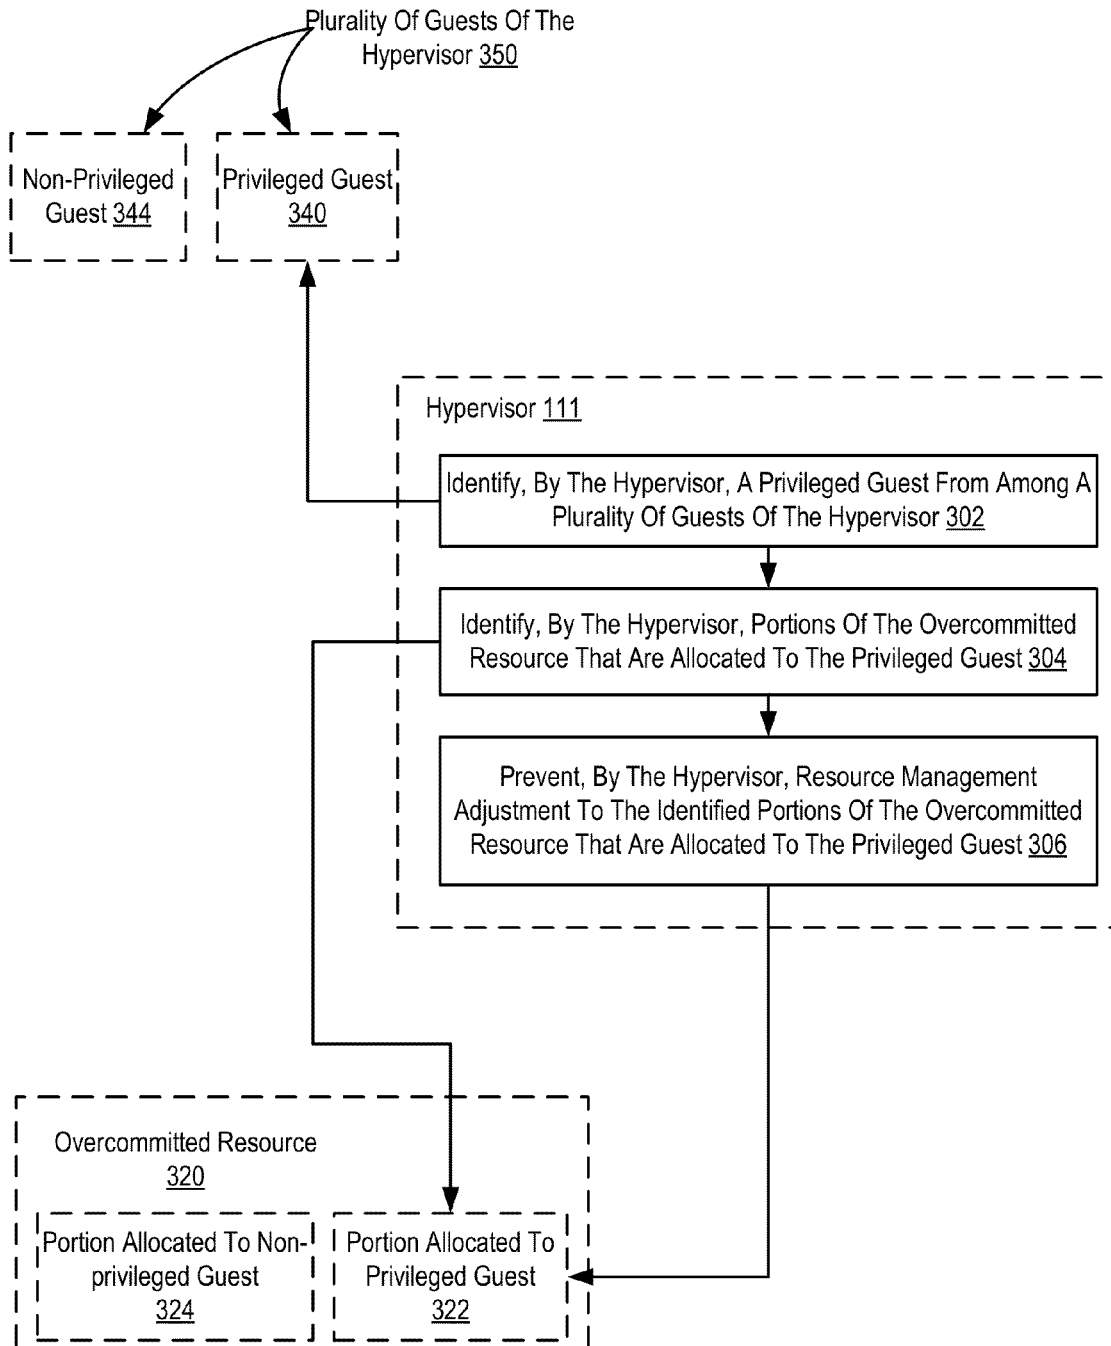 Plurality Of Guests Of The
Hypervisor 350
Non-Privileged
Guest 344
Privileged Guest
340
Hypervisor 111
Identify, By The Hypervisor, A Privileged Guest From Among A
Plurality Of Guests Of The Hypervisor 302
Identify, By The Hypervisor, Portions Of The Overcommitted
Resource That Are Allocated To The Privileged Guest 304
Prevent, By The Hypervisor, Resource Management
Adjustment To The Identified Portions Of The Overcommitted
Resource That Are Allocated To The Privileged Guest 306
Overcommitted Resource
320
Portion Allocated To Non-
privileged Guest
324
Portion Allocated To
Privileged Guest
322